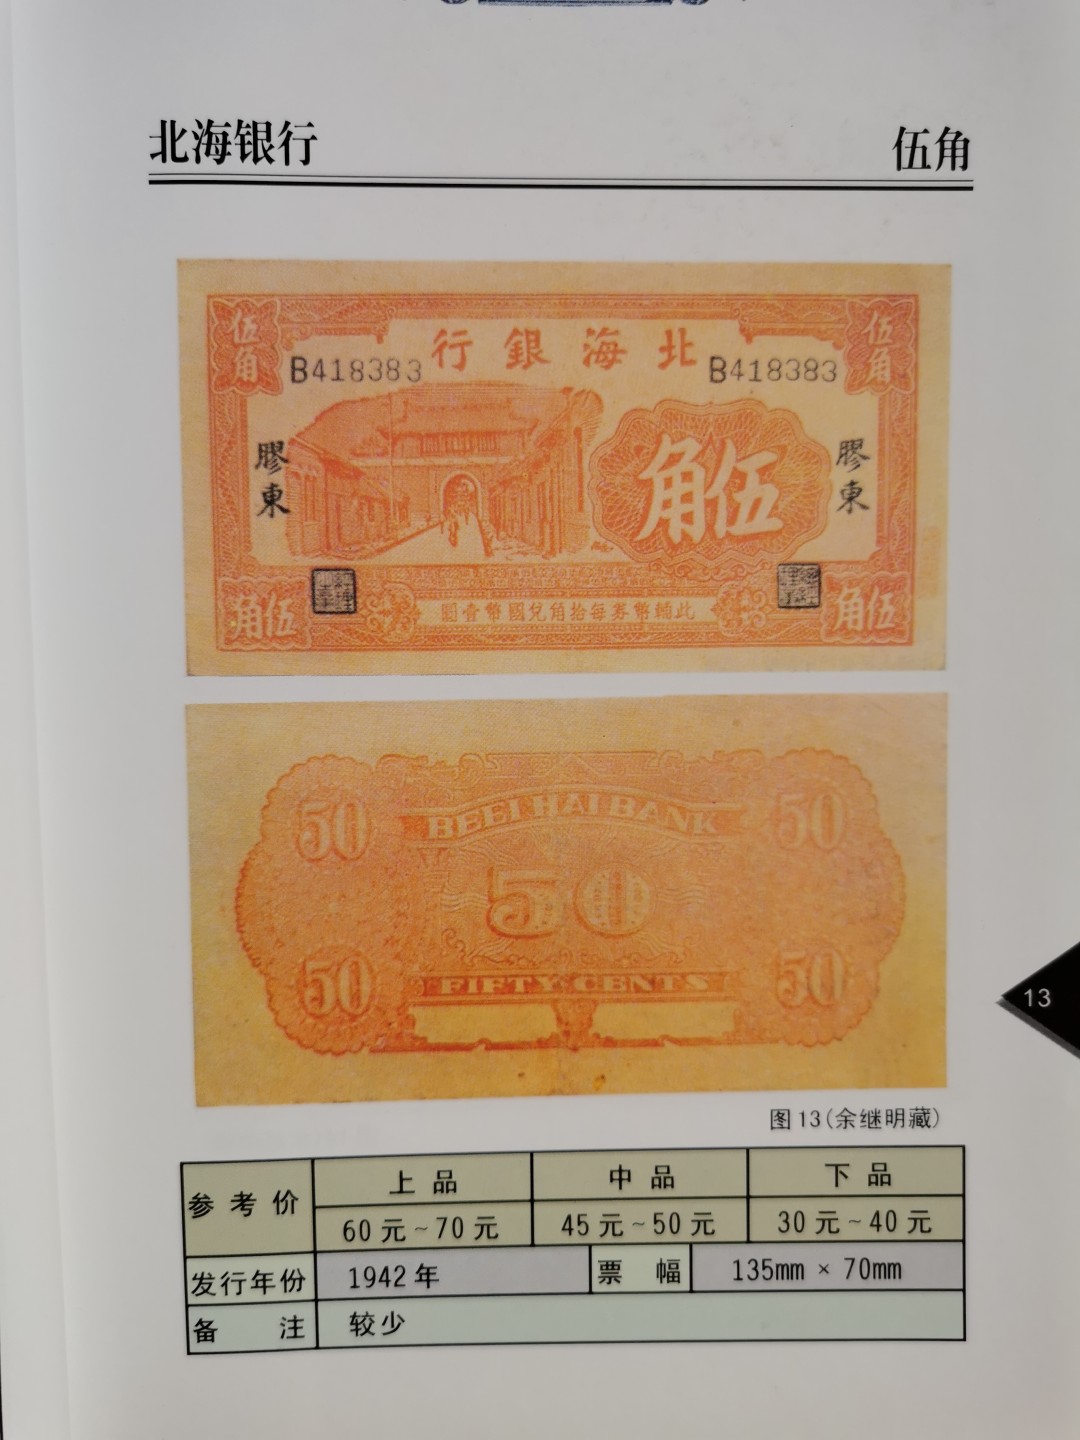 北海银行 伍角
伍角 行銀海北 伍角
B418383 B418383
膠東 角伍 膠東
角伍 圆壹幣國兌角拾每券幣輔此 角伍
50 BEEI HAI BANK 50
50
50 FIFTY CENTS 50
13
图13(余继明藏)
参考价 上品 中品 下品
60元~70元 45元~50元 30元~40元
发行年份 1942年 票幅 135mm × 70mm
备注 较少